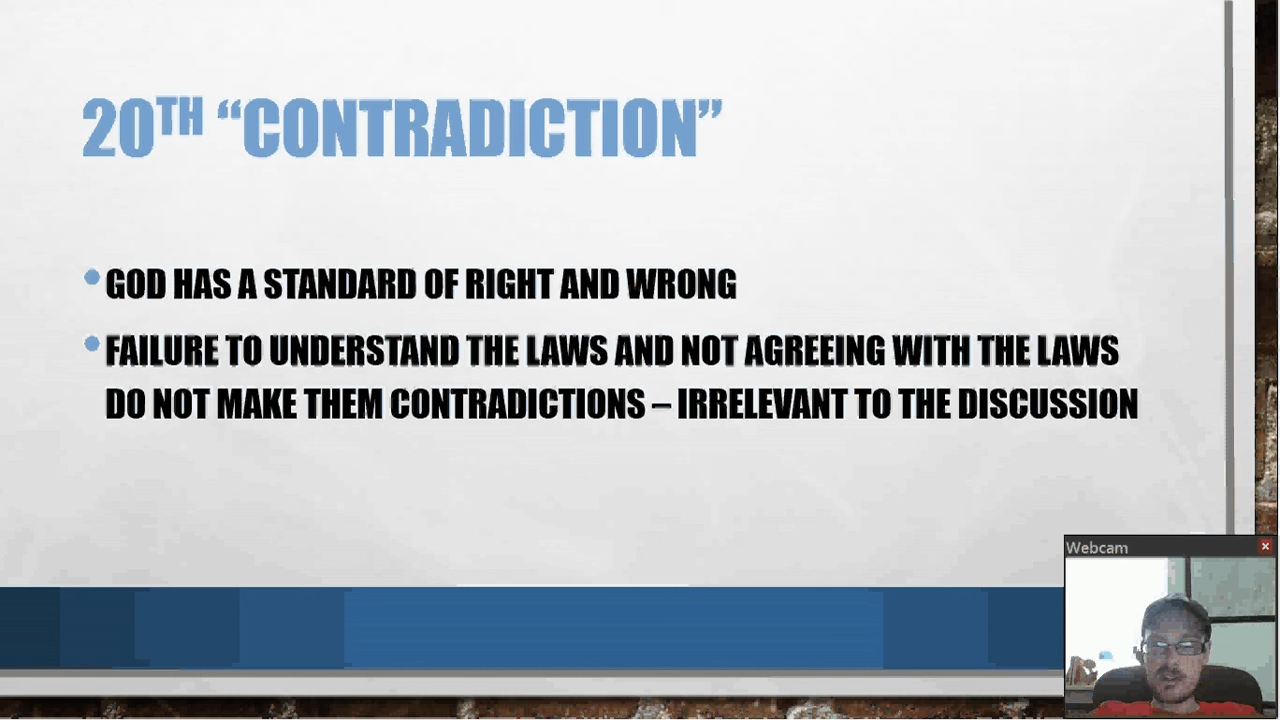 20TH “CONTRADICTION”
GOD HAS A STANDARD OF RIGHT AND WRONG
FAILURE TO UNDERSTAND THE LAWS AND NOT AGREEING WITH THE LAWS
DO NOT MAKE THEM CONTRADICTIONS – IRRELEVANT TO THE DISCUSSION
Webcam